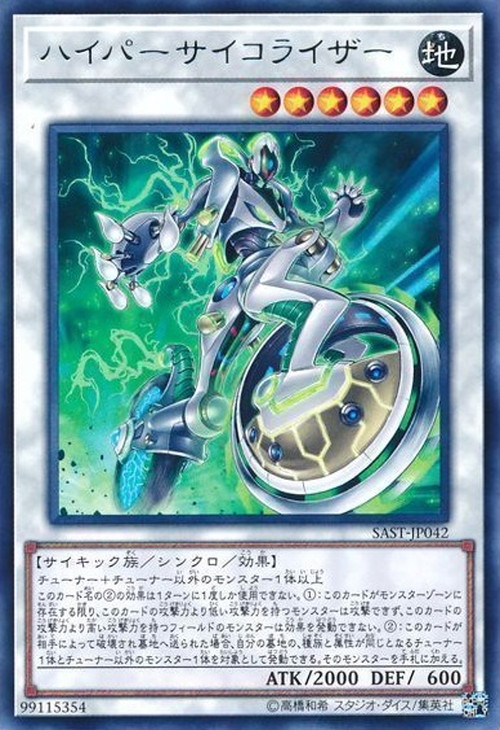 ハイパーサイコライザー
地
SAST-JP042
【サイキック族/シンクロ/効果】
チューナー+チューナー以外のモンスター1体以上
このカード名の②の効果は1ターンに1度しか使用できない。①:このカードがモンスターゾーンに
存在する限り、このカードの攻撃力より低い攻撃力を持つモンスターは攻撃できず、このカードの
攻撃力より高い攻撃力を持つフィールドのモンスターは効果を発動できない。②:このカードが
相手によって破壊され墓地へ送られた場合、自分の墓地の、種族と属性が同じとなるチューナー
1体とチューナー以外のモンスター1体を対象として発動できる。そのモンスターを手札に加える。
ATK/2000 DEF/ 600
99115354
©高橋和希 スタジオ・ダイス/集英社